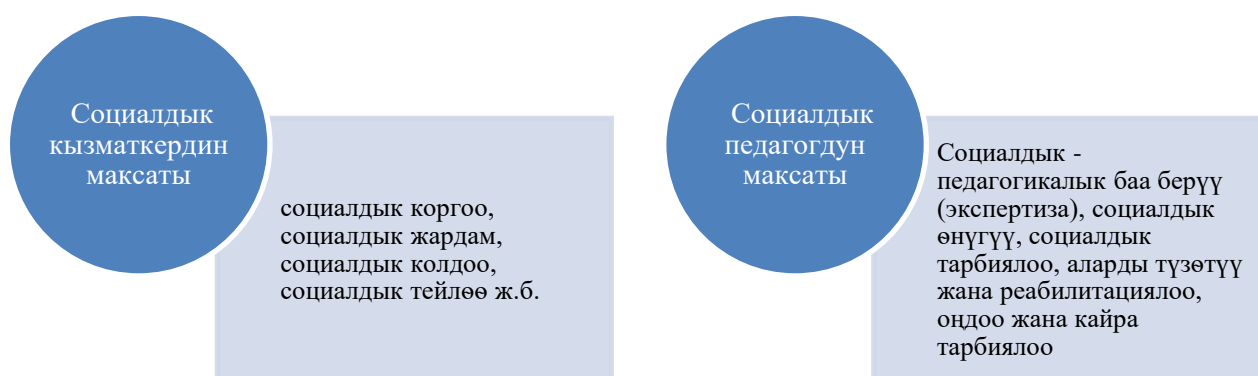 Социалдык
кызматкердин
максаты
социалдык коргоо,
социалдык жардам,
социалдык колдоо,
социалдык тейлөө ж.б.
Социалдык
педагогдун
максаты
Социалдык -
педагогикалык баа берүү
(экспертиза), социалдык
өнүгүү, социалдык
тарбиялоо, аларды түзөтүү
жана реабилитациялоо,
оңдоо жана кайра
тарбиялоо